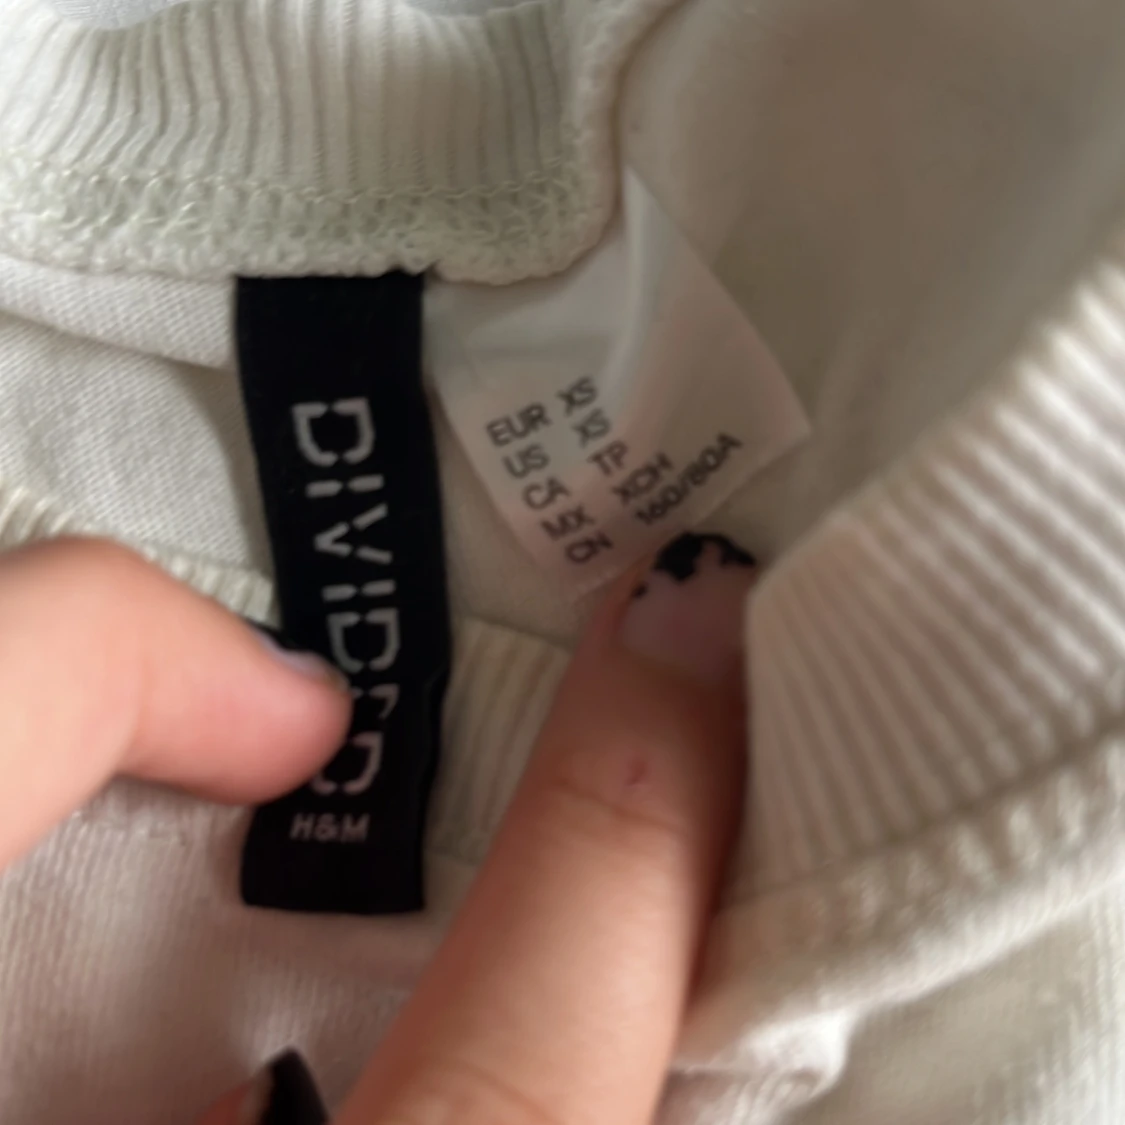 DIVIDED
H&M
EUR XS
US XS
CA TP
MX XCH
CN 160/80A